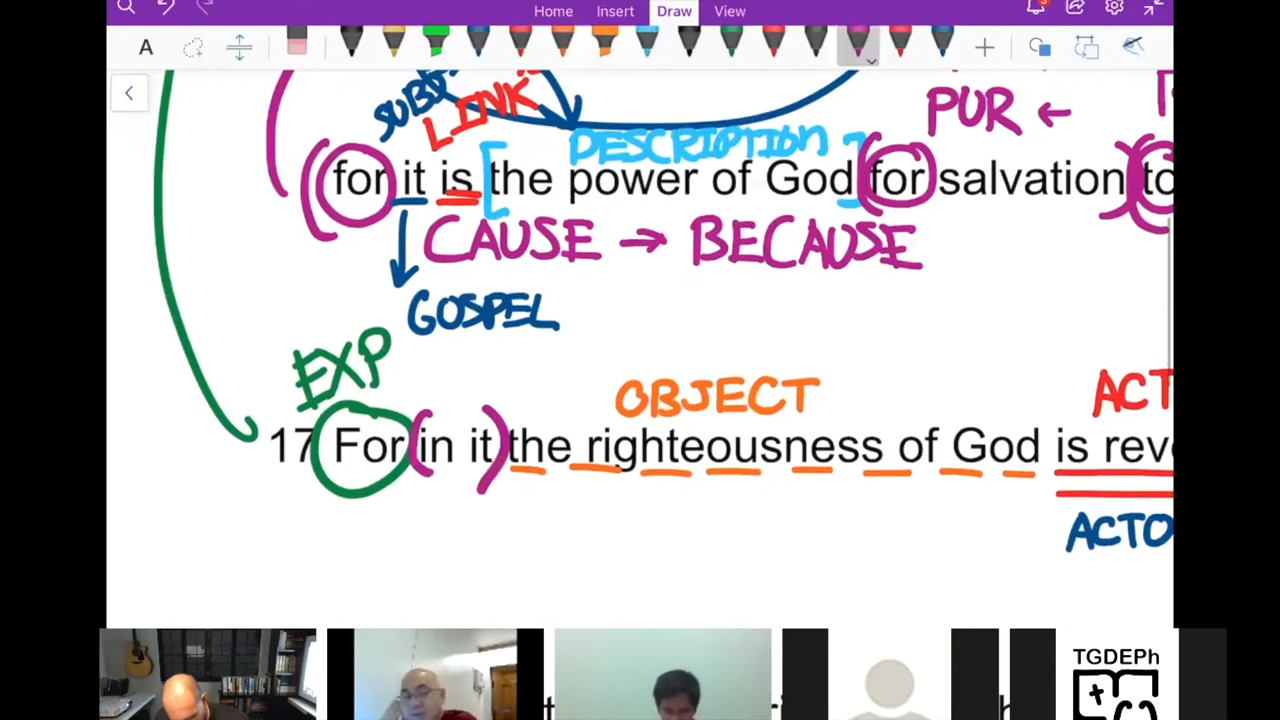 Home Insert Draw View
A
SUBJ
LINK
DESCRIPTION
PUR ←
for it is the power of God for salvation to
CAUSE → BECAUSE
GOSPEL
EXP
OBJECT
ACT
17 For in it the righteousness of God is reve
ACTO
TGDEPh